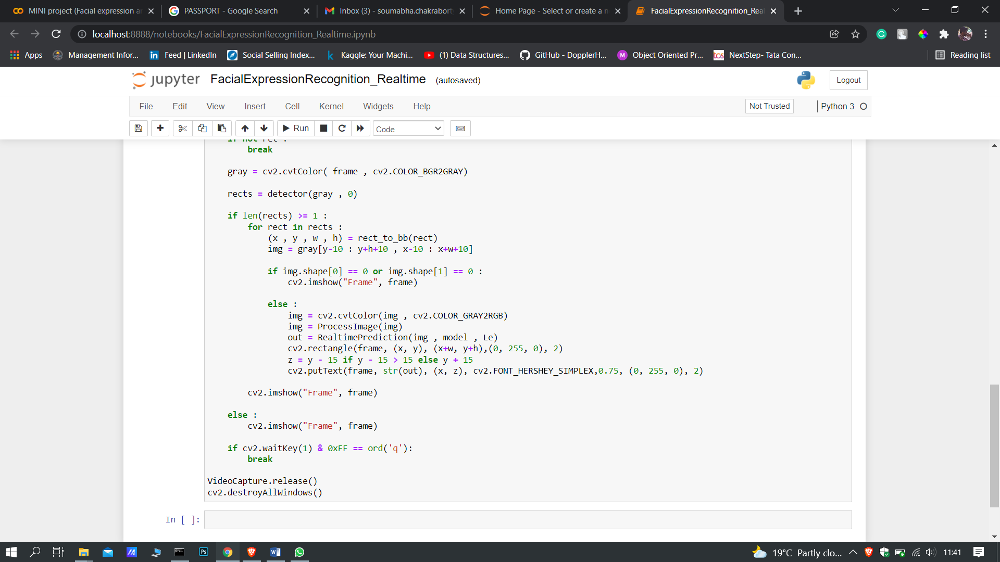 MINI project (Facial expression ar
PASSPORT - Google Search
Inbox (3) - soumabha.chakrabort
Home Page - Select or create a n
FacialExpressionRecognition_Real
localhost:8888/notebooks/FacialExpressionRecognition_Realtime.ipynb
Apps
Management Infor...
Feed | LinkedIn
Social Selling Index...
Kaggle: Your Machi...
(1) Data Structures...
GitHub - DopplerH...
Object Oriented Pr...
NextStep- Tata Con...
Reading list
jupyter
FacialExpressionRecognition_Realtime (autosaved)
Logout
File Edit View Insert Cell Kernel Widgets Help
Not Trusted
Python 3
Run
Code
if not ret :
break
gray = cv2.cvtColor( frame , cv2.COLOR_BGR2GRAY)
rects = detector(gray , 0)
if len(rects) >= 1 :
for rect in rects :
(x , y , w , h) = rect_to_bb(rect)
img = gray[y-10 : y+h+10 , x-10 : x+w+10]
if img.shape[0] == 0 or img.shape[1] == 0 :
cv2.imshow("Frame", frame)
else :
img = cv2.cvtColor(img , cv2.COLOR_GRAY2RGB)
img = ProcessImage(img)
out = RealtimePrediction(img , model , Le)
cv2.rectangle(frame, (x, y), (x+w, y+h),(0, 255, 0), 2)
z = y - 15 if y - 15 > 15 else y + 15
cv2.putText(frame, str(out), (x, z), cv2.FONT_HERSHEY_SIMPLEX,0.75, (0, 255, 0), 2)
cv2.imshow("Frame", frame)
else :
cv2.imshow("Frame", frame)
if cv2.waitKey(1) & 0xFF == ord('q'):
break
VideoCapture.release()
cv2.destroyAllWindows()
In [ ]:
Ps
19°C Partly clo...
11:41